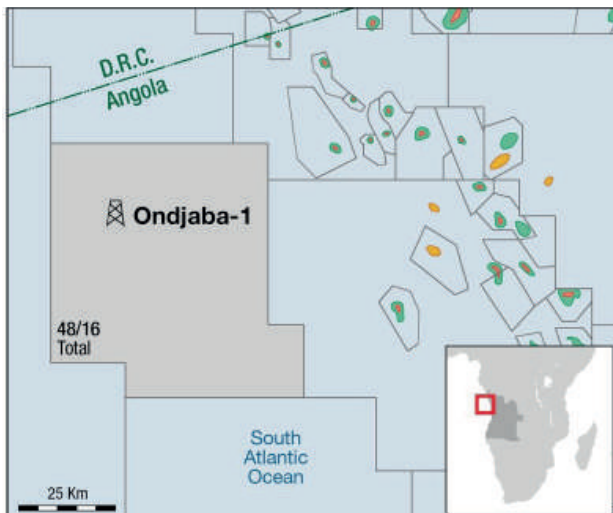 D.R.C.
Angola
Ondjaba-1
48/16
Total
South
Atlantic
Ocean
25 Km